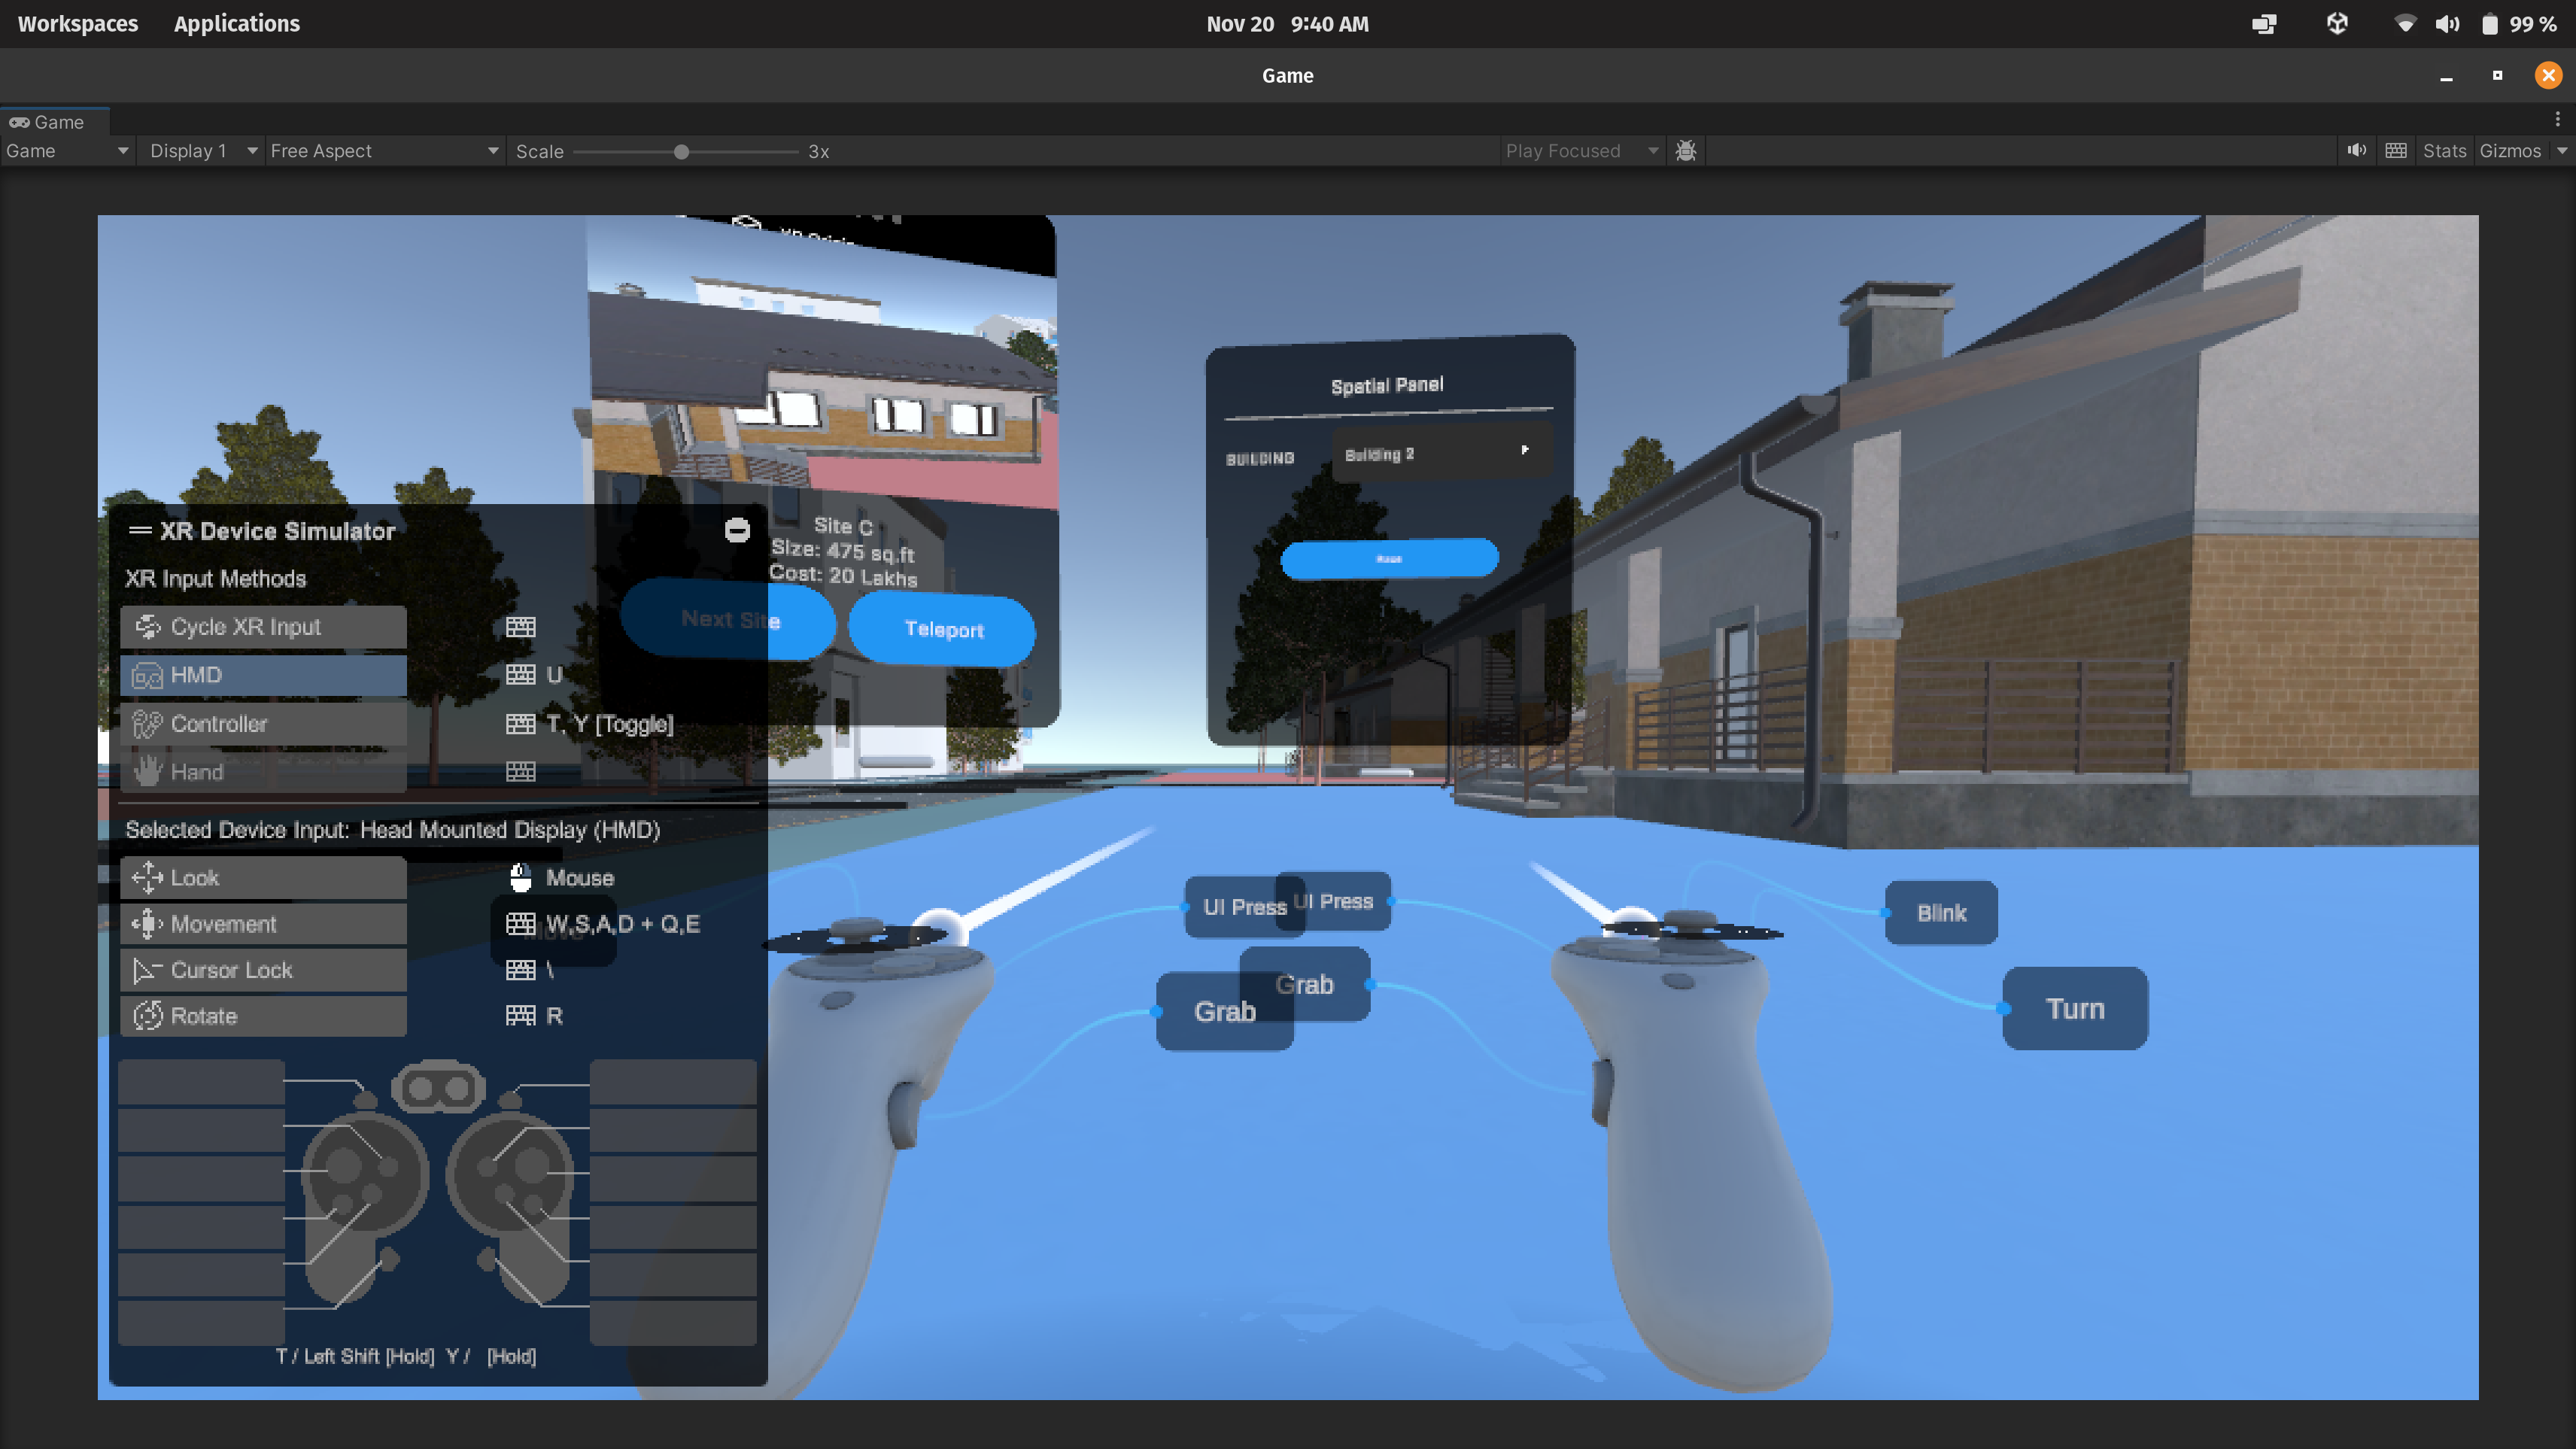 Workspaces Applications Nov 20 9:40 AM 99 %
Game
Game
Game Display 1 Free Aspect Scale 3x Play Focused Stats Gizmos
Spatial Panel
BUILDING Building 2
Site C
Size: 475 sq.ft
Cost: 20 Lakhs
Next Site Teleport
XR Device Simulator
XR Input Methods
Cycle XR Input
HMD U
Controller T, Y [Toggle]
Hand
Selected Device Input: Head Mounted Display (HMD)
Look Mouse
Movement W,S,A,D + Q,E
Cursor Lock \
Rotate R
T / Left Shift [Hold] Y / [Hold]
UI Press UI Press
Grab Grab
Blink
Turn